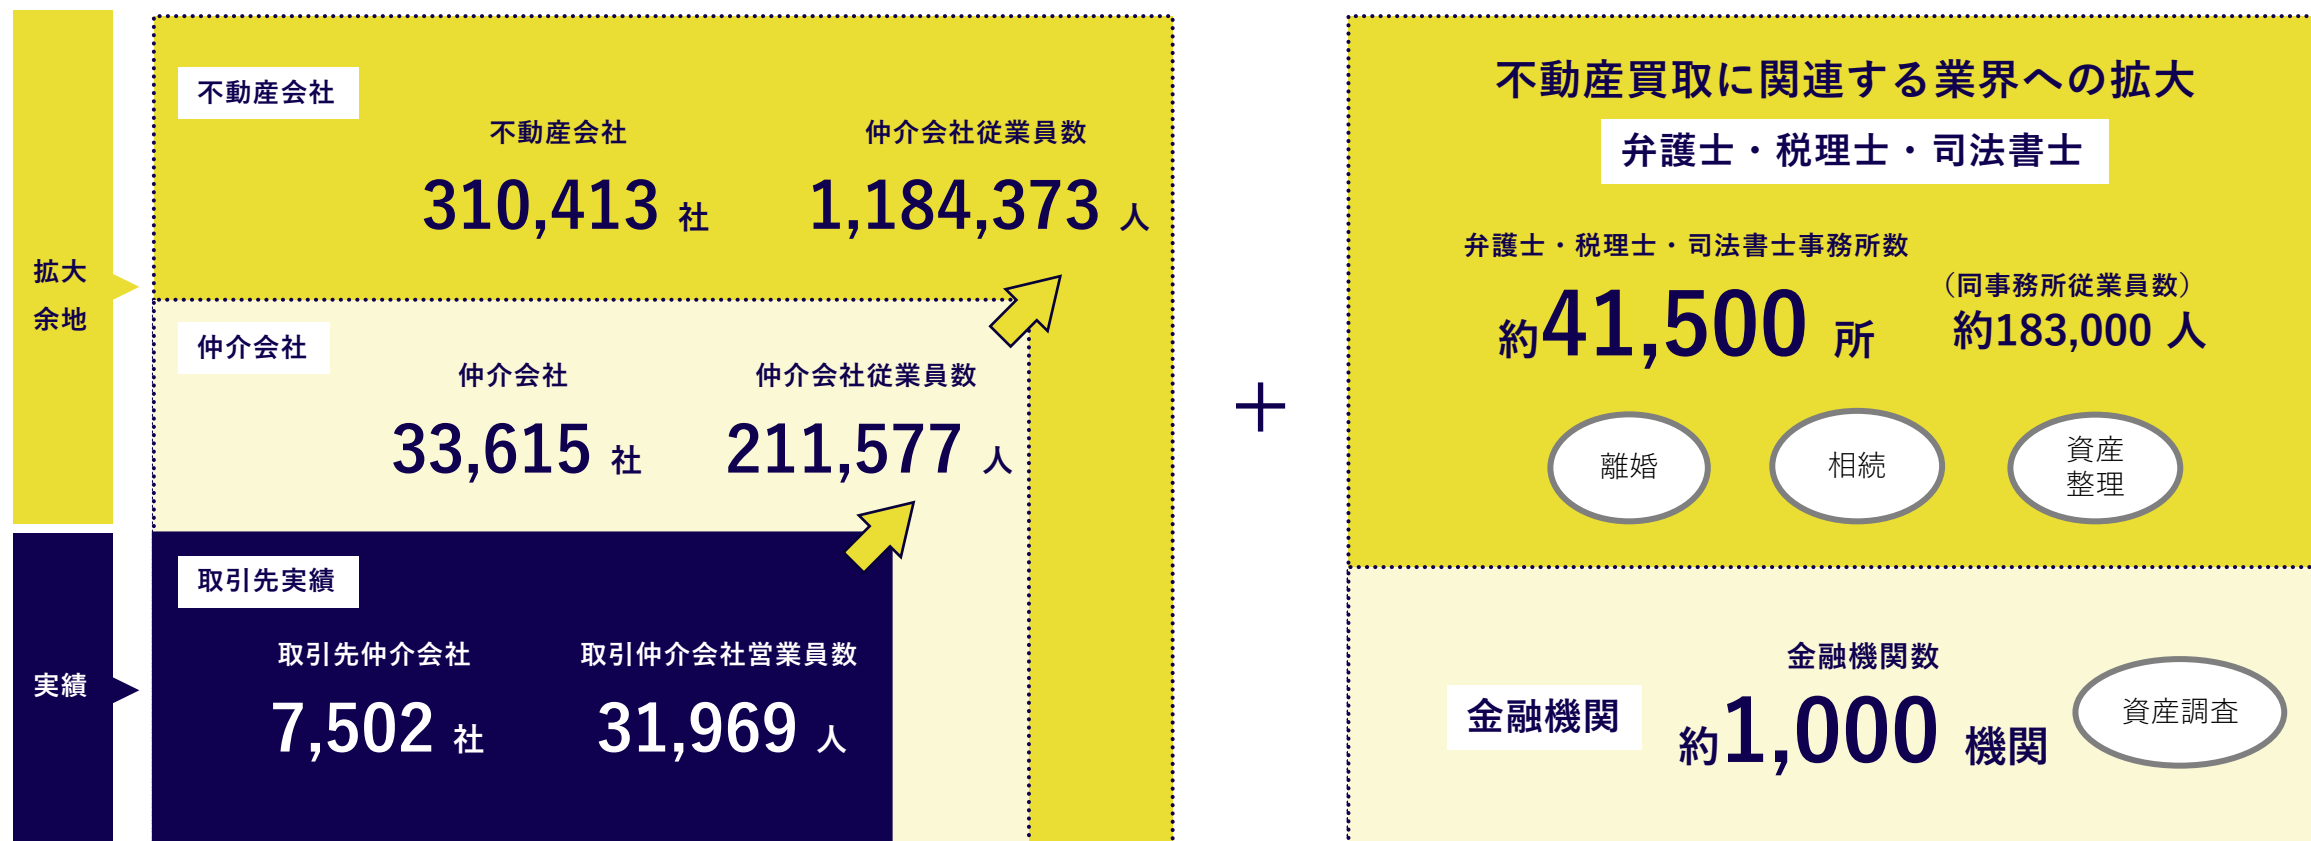 拡大
余地
不動産会社
不動産会社
仲介会社従業員数
310,413 社
1,184,373 人
仲介会社
仲介会社
仲介会社従業員数
33,615 社
211,577 人
実績
取引先実績
取引先仲介会社
取引仲介会社営業員数
7,502 社
31,969 人
+
不動産買取に関連する業界への拡大
弁護士・税理士・司法書士
弁護士・税理士・司法書士事務所数
約41,500 所
（同事務所従業員数）
約183,000 人
離婚
相続
資産
整理
金融機関
金融機関数
約1,000 機関
資産調査